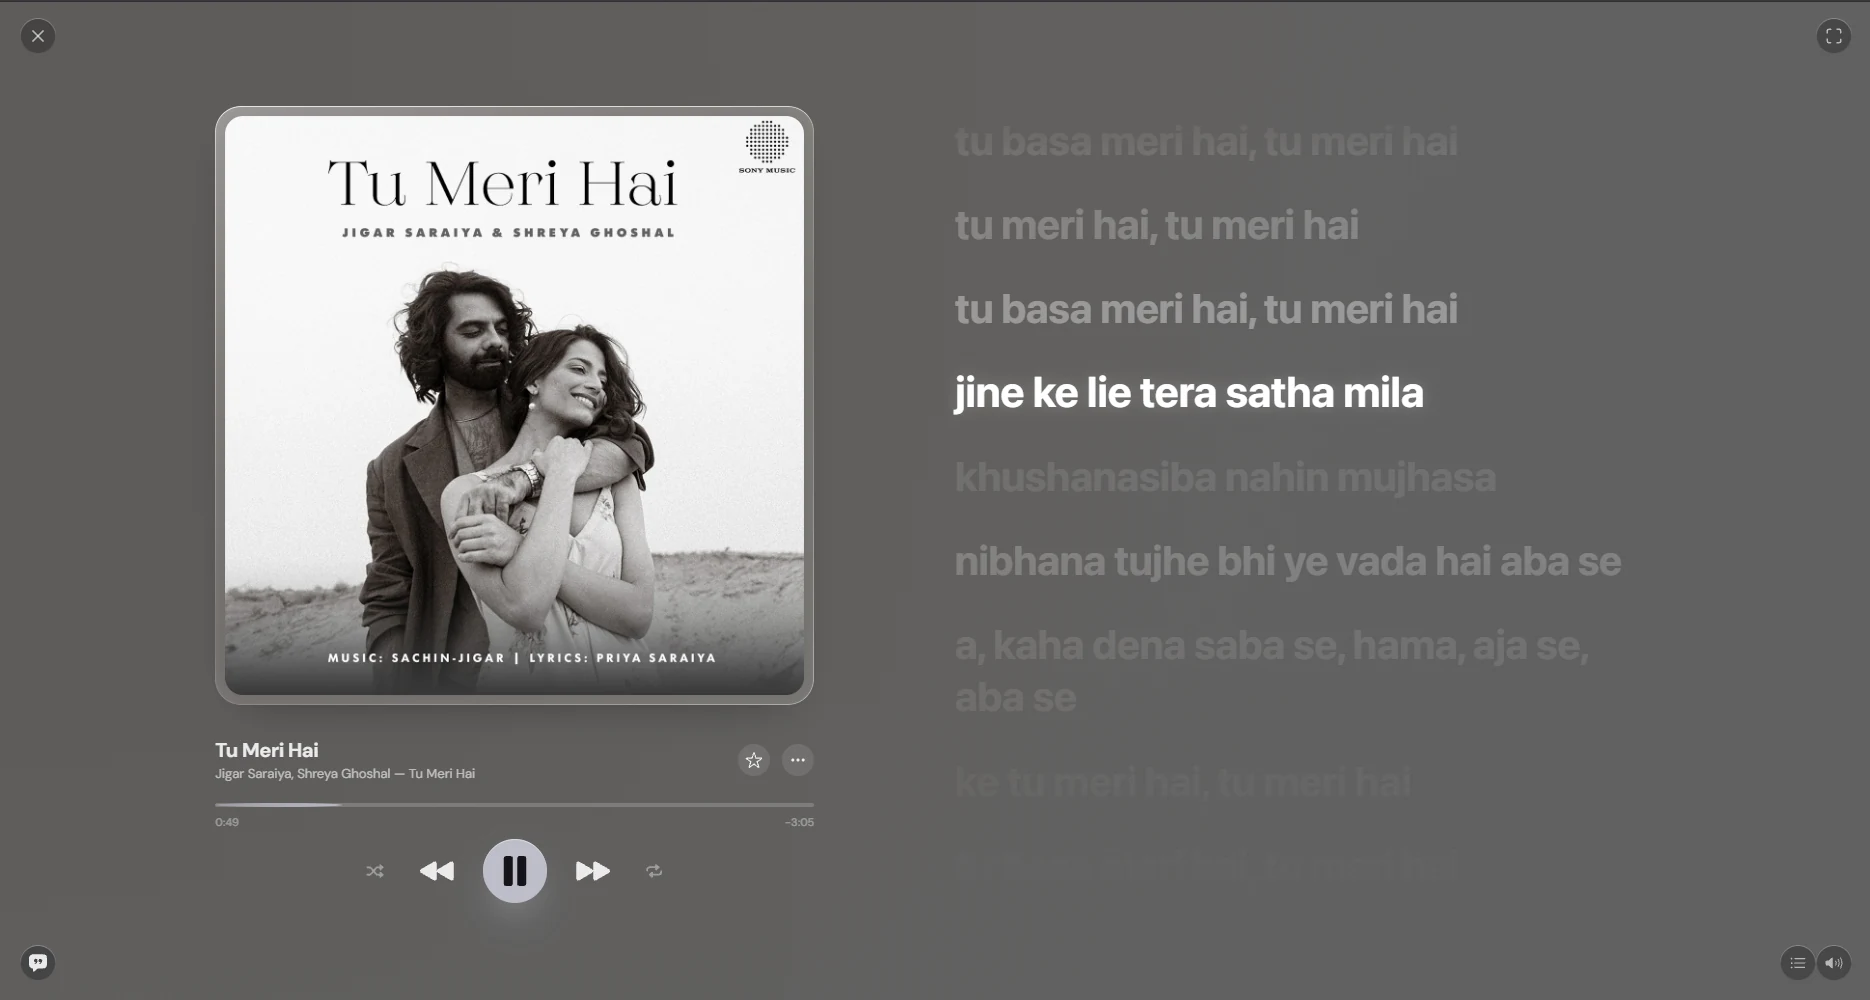 Tu Meri Hai
SONY MUSIC
JIGAR SARAIYA & SHREYA GHOSHAL
MUSIC: SACHIN-JIGAR | LYRICS: PRIYA SARAIYA
Tu Meri Hai
Jigar Saraiya, Shreya Ghoshal — Tu Meri Hai
0:49
-3:05
tu basa meri hai, tu meri hai
tu meri hai, tu meri hai
tu basa meri hai, tu meri hai
jine ke lie tera satha mila
khushanasiba nahin mujhasa
nibhana tujhe bhi ye vada hai aba se
a, kaha dena saba se, hama, aja se,
aba se
ke tu meri hai, tu meri hai